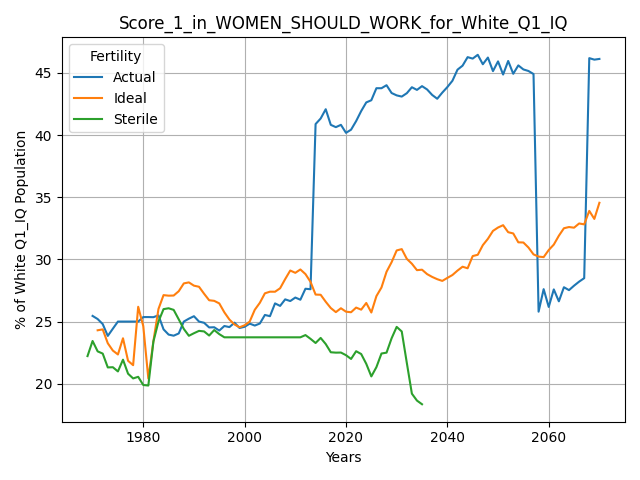 Score_1_in_WOMEN_SHOULD_WORK_for_White_Q1_IQ
Fertility
Actual
Ideal
Sterile
% of White Q1_IQ Population
45
40
35
30
25
20
1980
2000
2020
2040
2060
Years